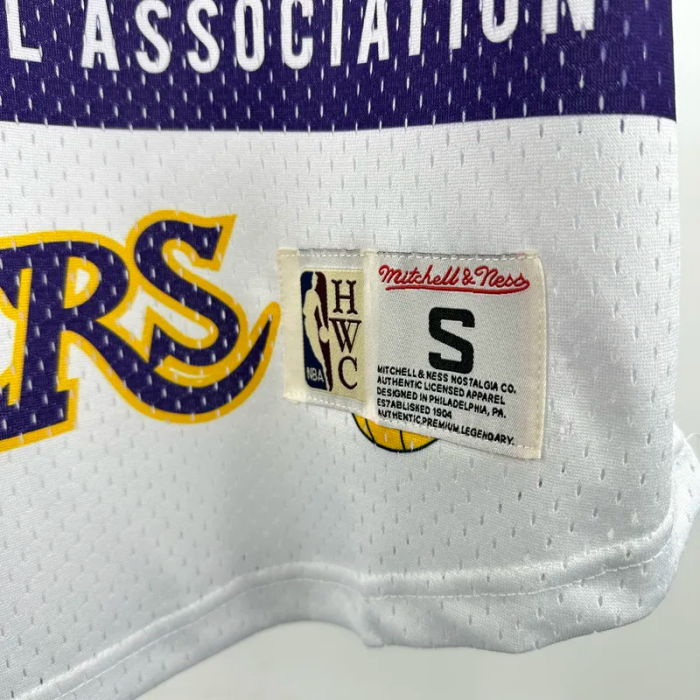 L ASSOCIATION
ERS
HWC
NBA
Mitchell & Ness
S
MITCHELL & NESS NOSTALGIA CO.
AUTHENTIC LICENSED APPAREL
DESIGNED IN PHILADELPHIA, PA.
ESTABLISHED 1904
AUTHENTIC.PREMIUM.LEGENDARY.